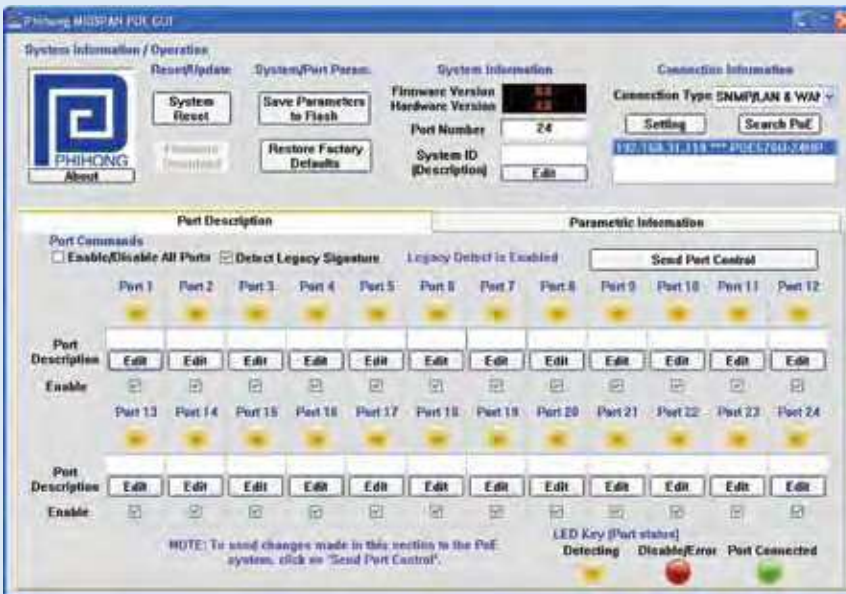 Phihong MIDSPAN POE GUI
System Information / Operation
Reset/Update
System/Port Param.
System Information
Connection Information
PHIHONG
About
System Reset
Firmware Download
Save Parameters to Flash
Restore Factory Defaults
Firmware Version
Hardware Version
Port Number 24
System ID (Description)
Edit
Connection Type SNMP/LAN & WAN
Setting
Search PoE
Port Description
Parametric Information
Port Commands
Enable/Disable All Ports Detect Legacy Signature Legacy Detect is Enabled Send Port Control
Port 1 Port 2 Port 3 Port 4 Port 5 Port 6 Port 7 Port 8 Port 9 Port 10 Port 11 Port 12
Port Description Edit Edit Edit Edit Edit Edit Edit Edit Edit Edit Edit Edit
Enable
Port 13 Port 14 Port 15 Port 16 Port 17 Port 18 Port 19 Port 20 Port 21 Port 22 Port 23 Port 24
Port Description Edit Edit Edit Edit Edit Edit Edit Edit Edit Edit Edit Edit
Enable
NOTE: To send changes made in this section to the PoE
system, click on 'Send Port Control'.
LED Key (Port status)
Detecting Disable/Error Port Connected